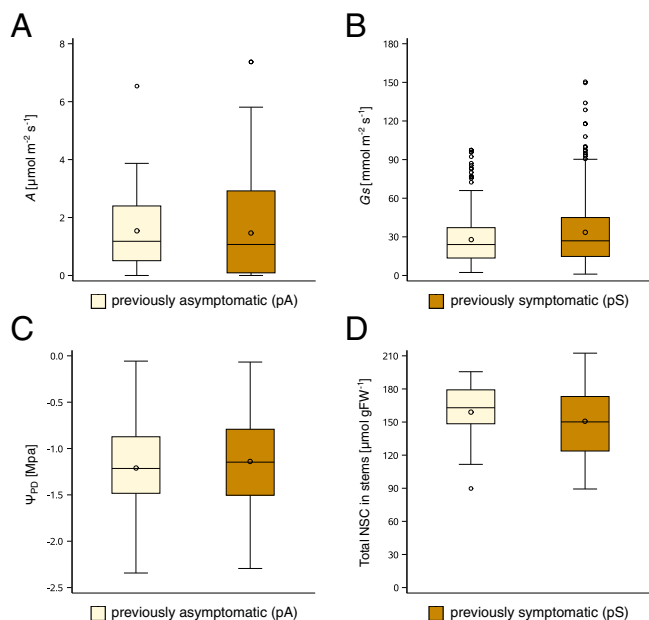 A
8
6
4
2
0
A [µmol m⁻² s⁻¹]
B
180
150
120
90
60
30
0
Gs [mmol m⁻² s⁻¹]
previously asymptomatic (pA)
previously symptomatic (pS)
C
0.0
-0.5
-1.0
-1.5
-2.0
-2.5
ΨPD [Mpa]
D
210
180
150
120
90
60
30
0
Total NSC in stems [µmol gFW⁻¹]
previously asymptomatic (pA)
previously symptomatic (pS)